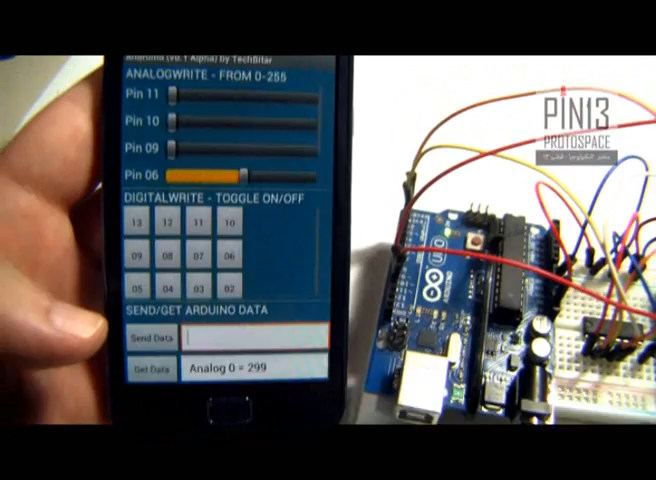 Andruino (v0.1 Alpha) by TechBitar
ANALOGWRITE - FROM 0-255
Pin 11
Pin 10
Pin 09
Pin 06
DIGITALWRITE - TOGGLE ON/OFF
13 12 11 10
09 08 07 06
05 04 03 02
SEND/GET ARDUINO DATA
Send Data
Get Data Analog 0 = 299
PiN13
PROTOSPACE
UNO
ARDUINO